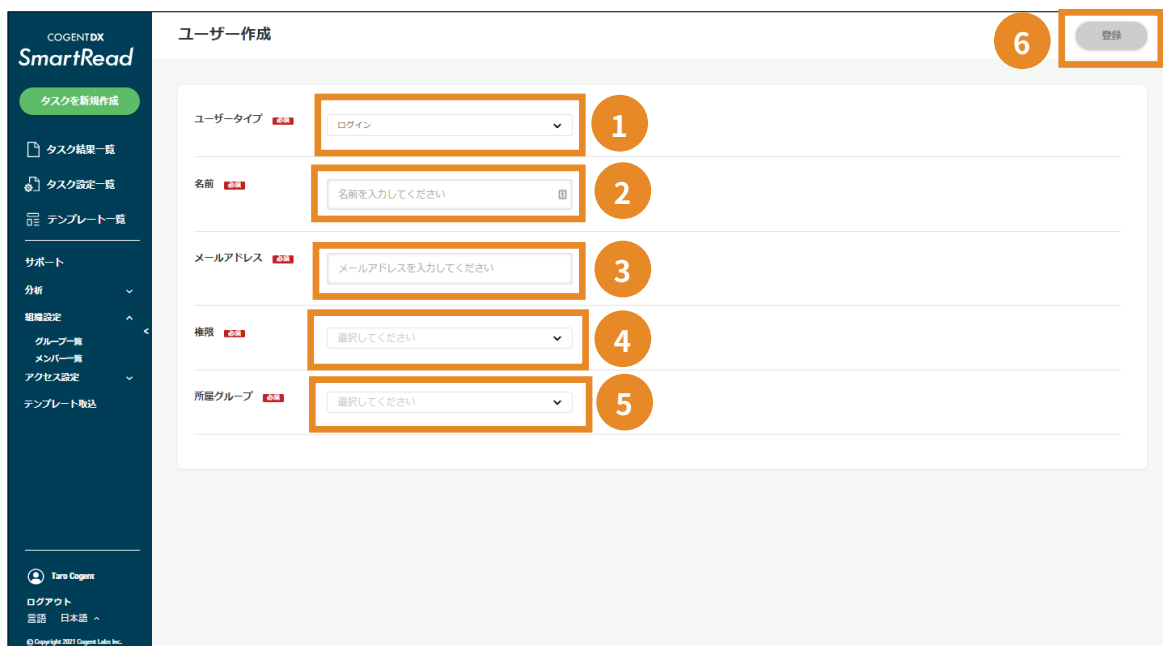 COGENTDX
SmartRead
タスクを新規作成
タスク結果一覧
タスク設定一覧
テンプレート一覧
サポート
分析
組織設定
グループ一覧
メンバー一覧
アクセス設定
テンプレート取込
Taro Cogent
ログアウト
言語 日本語
© Copyright 2021 Cogent Labs Inc.
ユーザー作成
6
登録
ユーザータイプ 必須
ログイン
1
名前 必須
名前を入力してください
2
メールアドレス 必須
メールアドレスを入力してください
3
権限 必須
選択してください
4
所属グループ 必須
選択してください
5